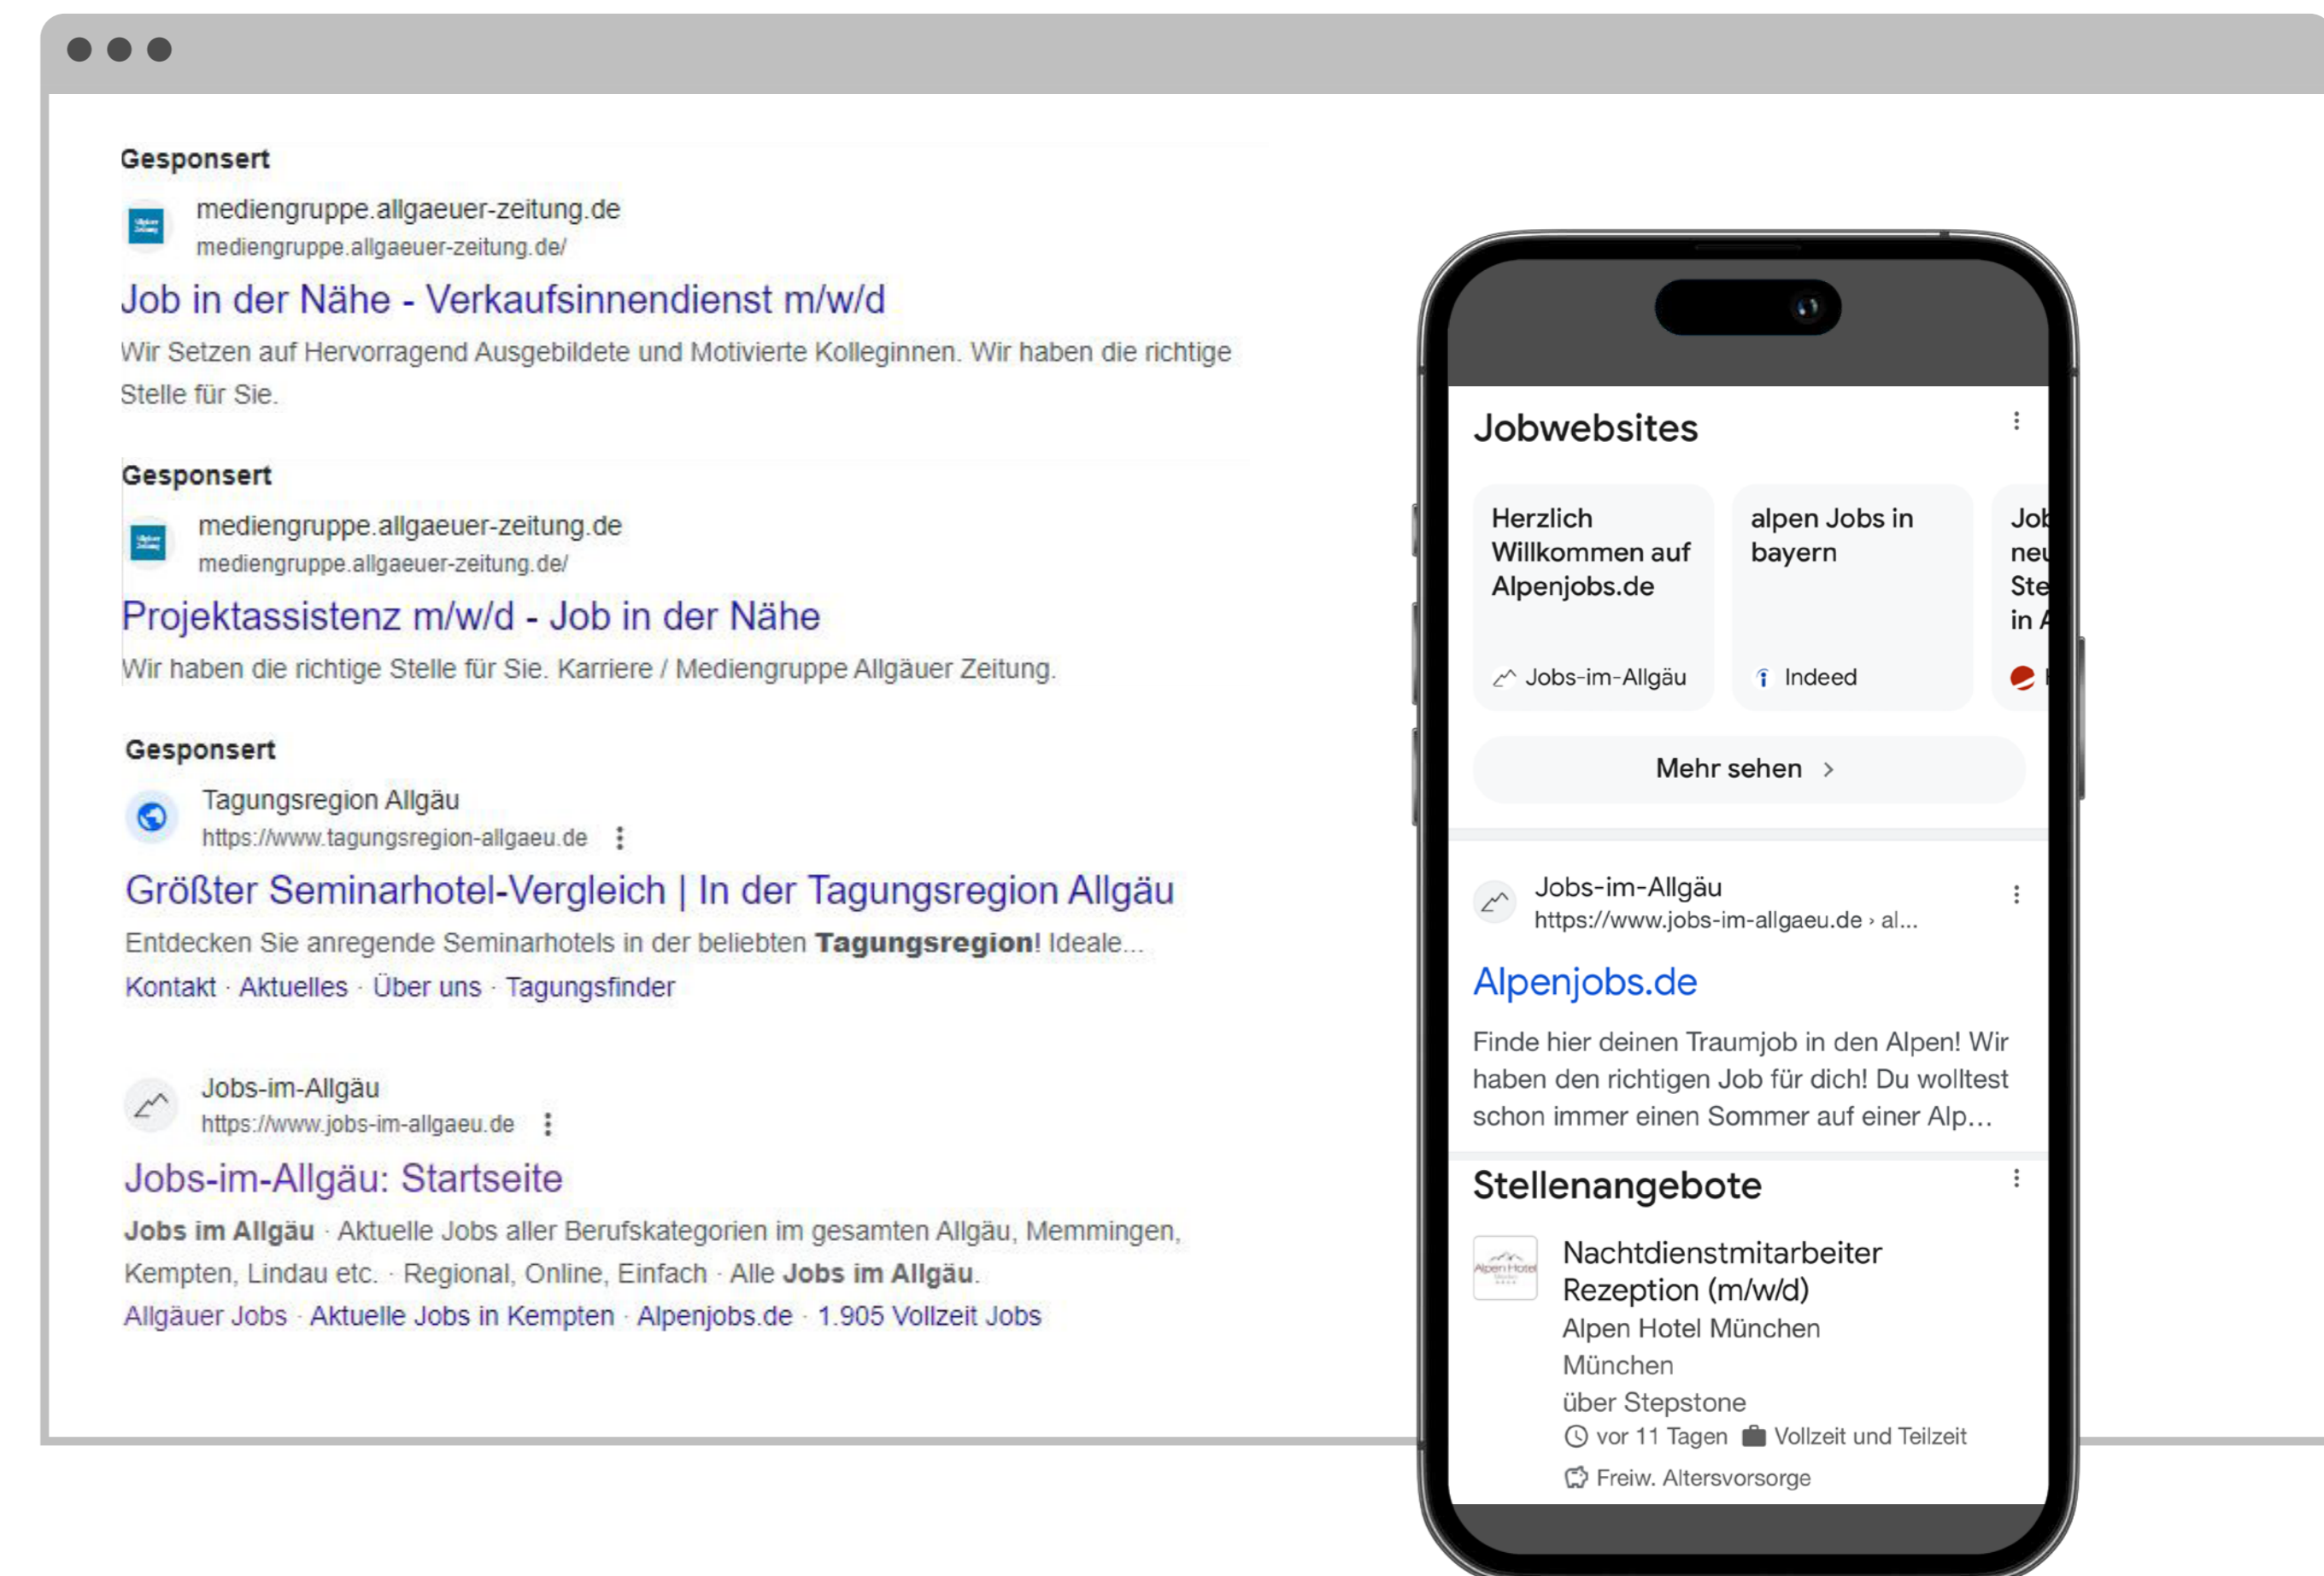 Gesponsert
mediengruppe.allgaeuer-zeitung.de
mediengruppe.allgaeuer-zeitung.de/
Job in der Nähe - Verkaufsinnendienst m/w/d
Wir Setzen auf Hervorragend Ausgebildete und Motivierte Kolleginnen. Wir haben die richtige
Stelle für Sie.
Gesponsert
mediengruppe.allgaeuer-zeitung.de
mediengruppe.allgaeuer-zeitung.de/
Projektassistenz m/w/d - Job in der Nähe
Wir haben die richtige Stelle für Sie. Karriere / Mediengruppe Allgäuer Zeitung.
Gesponsert
Tagungsregion Allgäu
https://www.tagungsregion-allgaeu.de
Größter Seminarhotel-Vergleich | In der Tagungsregion Allgäu
Entdecken Sie anregende Seminarhotels in der beliebten Tagungsregion! Ideale...
Kontakt · Aktuelles · Über uns · Tagungsfinder
Jobs-im-Allgäu
https://www.jobs-im-allgaeu.de
Jobs-im-Allgäu: Startseite
Jobs im Allgäu · Aktuelle Jobs aller Berufskategorien im gesamten Allgäu, Memmingen,
Kempten, Lindau etc. · Regional, Online, Einfach · Alle Jobs im Allgäu.
Allgäuer Jobs · Aktuelle Jobs in Kempten · Alpenjobs.de · 1.905 Vollzeit Jobs
Jobwebsites
Herzlich
Willkommen auf
Alpenjobs.de
Jobs-im-Allgäu
alpen Jobs in
bayern
Indeed
Job
neu
Ste
in A
Mehr sehen >
Jobs-im-Allgäu
https://www.jobs-im-allgaeu.de › al...
Alpenjobs.de
Finde hier deinen Traumjob in den Alpen! Wir
haben den richtigen Job für dich! Du wolltest
schon immer einen Sommer auf einer Alp...
Stellenangebote
Alpen Hotel
Nachtdienstmitarbeiter
Rezeption (m/w/d)
Alpen Hotel München
München
über Stepstone
vor 11 Tagen Vollzeit und Teilzeit
Freiw. Altersvorsorge